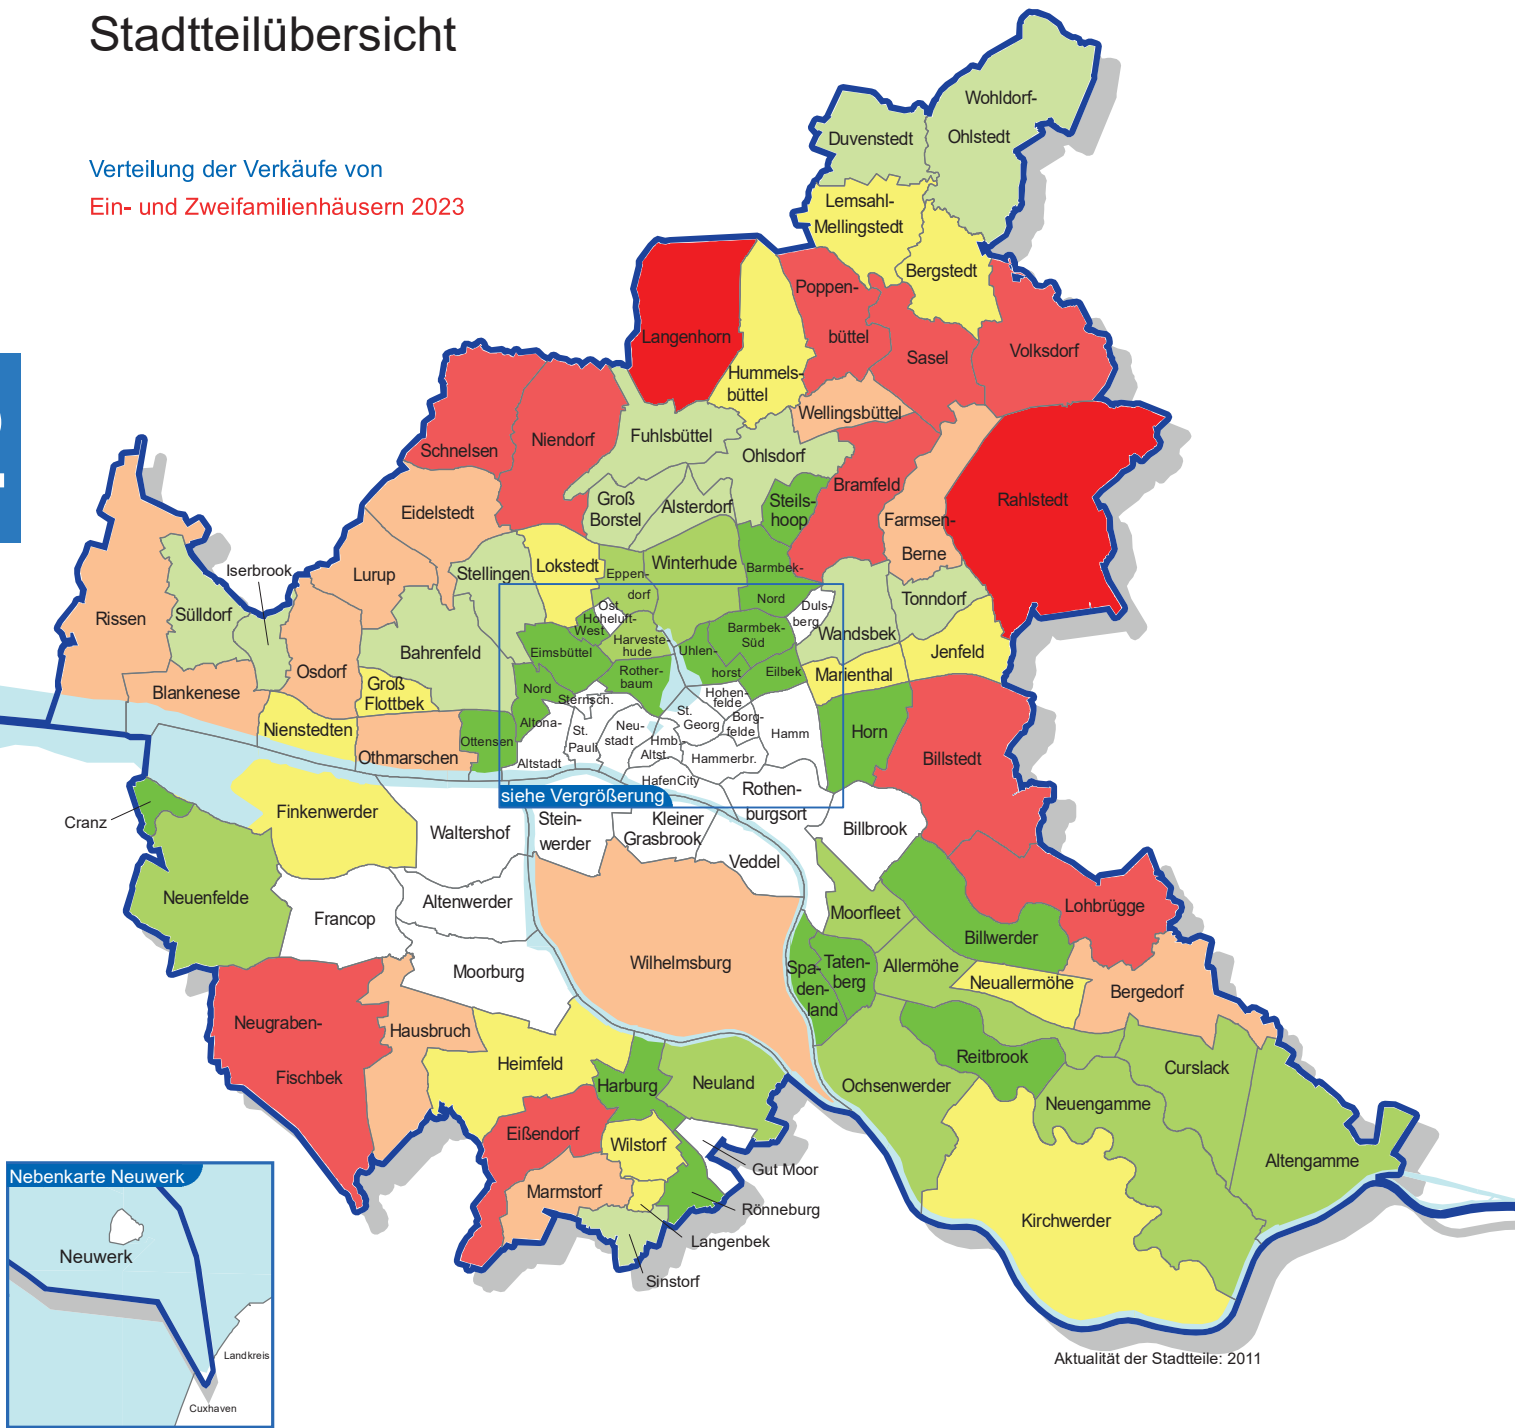 Stadtteilübersicht
Verteilung der Verkäufe von
Ein- und Zweifamilienhäusern 2023
Wohldorf-
Ohlstedt
Duvenstedt
Lemsahl-
Mellingstedt
Bergstedt
Poppen-
büttel
Langenhorn
Hummels-
büttel
Sasel
Volksdorf
Wellingsbüttel
Schnelsen
Niendorf
Fuhlsbüttel
Ohlsdorf
Bramfeld
Rahlstedt
Eidelstedt
Groß
Borstel
Alsterdorf
Steils-
hoop
Farmsen-
Berne
Iserbrook
Lurup
Stellingen
Lokstedt
Eppen-
dorf
Winterhude
Barmbek-
Nord
Tonndorf
Rissen
Sülldorf
Ost
Hoheluft-
West
Duls-
berg
Wandsbek
Barmbek-
Süd
Bahrenfeld
Eimsbüttel
Harveste-
hude
Uhlen-
horst
Jenfeld
Osdorf
Rother-
baum
Eilbek
Marienthal
Blankenese
Groß
Flottbek
Nord
Altona-
Altstadt
Sternsch.
Hohen-
felde
Nienstedten
Othmarschen
Ottensen
St.
Pauli
Neu-
stadt
St.
Georg
Borg-
felde
Hamm
Horn
Billstedt
Hmb.-
Altst.
Hammerbr.
HafenCity
siehe Vergrößerung
Rothen-
burgsort
Cranz
Finkenwerder
Waltershof
Stein-
werder
Kleiner
Grasbrook
Billbrook
Veddel
Neuenfelde
Francop
Altenwerder
Moorfleet
Lohbrügge
Billwerder
Moorburg
Wilhelmsburg
Spa-
den-
land
Taten-
berg
Allermöhe
Neuallermöhe
Bergedorf
Neugraben-
Fischbek
Hausbruch
Heimfeld
Harburg
Neuland
Ochsenwerder
Reitbrook
Curslack
Neuengamme
Eißendorf
Wilstorf
Gut Moor
Altengamme
Nebenkarte Neuwerk
Marmstorf
Rönneburg
Kirchwerder
Langenbek
Neuwerk
Sinstorf
Landkreis
Cuxhaven
Aktualität der Stadtteile: 2011